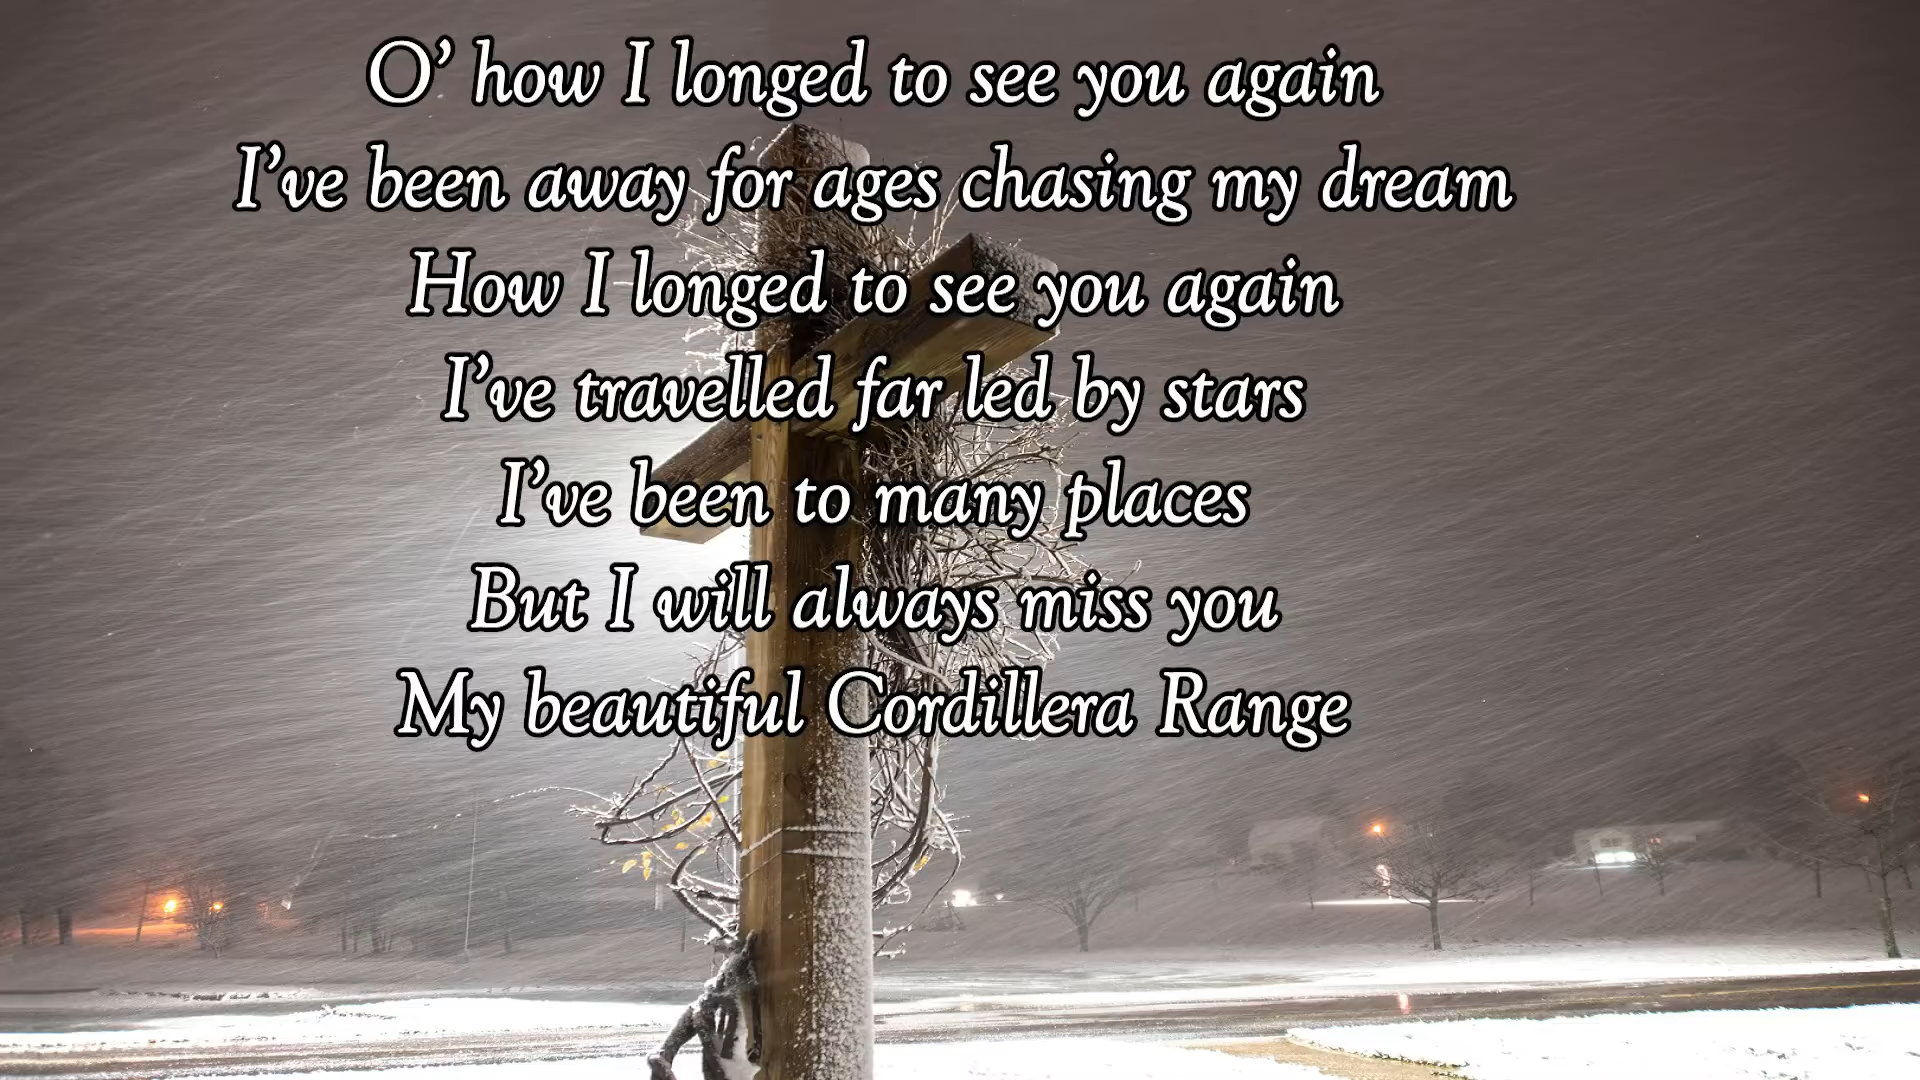 O’ how I longed to see you again
I’ve been away for ages chasing my dream
How I longed to see you again
I’ve travelled far led by stars
I’ve been to many places
But I will always miss you
My beautiful Cordillera Range